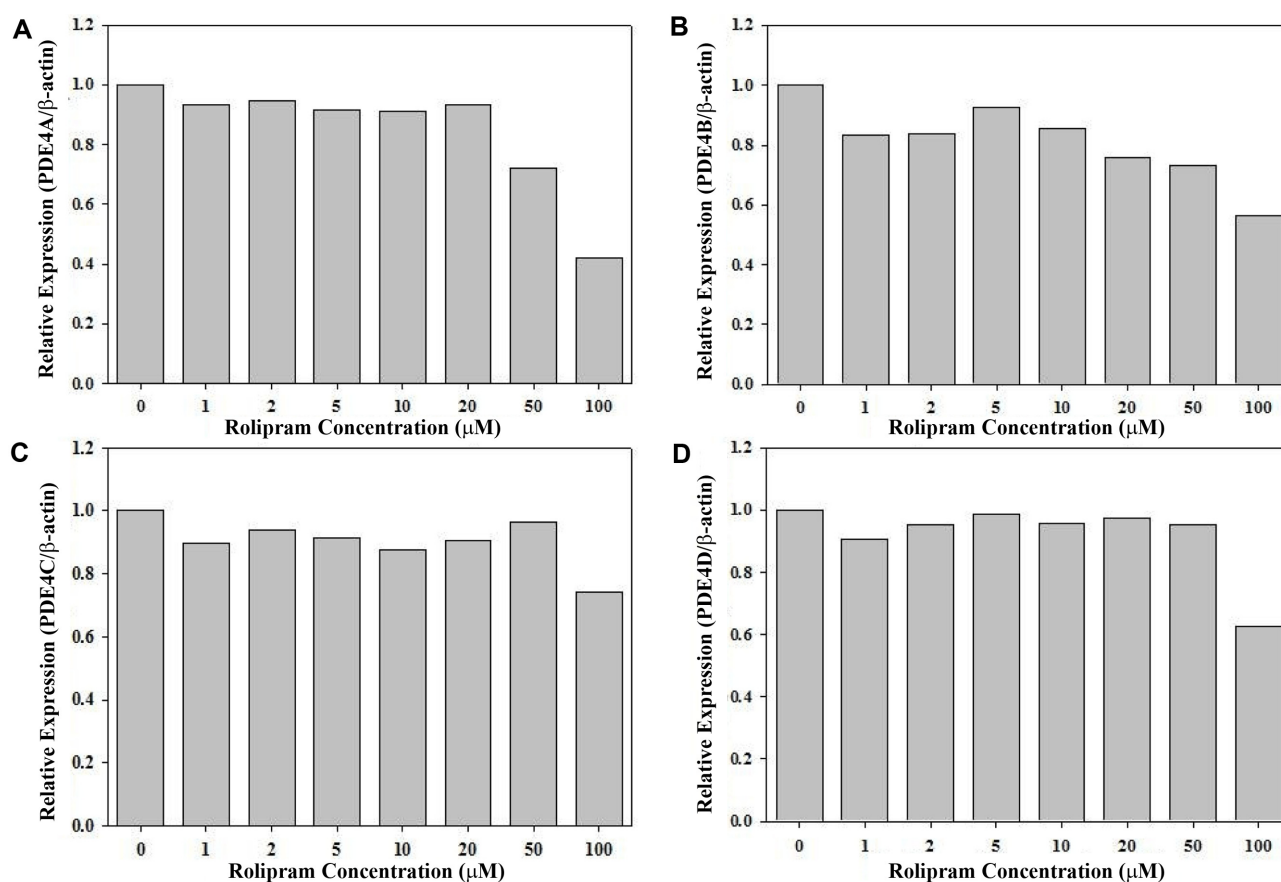 A
Relative Expression (PDE4A/β-actin)
1.2
1.0
0.8
0.6
0.4
0.2
0.0
0 1 2 5 10 20 50 100
Rolipram Concentration (μM)
B
Relative Expression (PDE4B/β-actin)
1.2
1.0
0.8
0.6
0.4
0.2
0.0
0 1 2 5 10 20 50 100
Rolipram Concentration (μM)
C
Relative Expression (PDE4C/β-actin)
1.2
1.0
0.8
0.6
0.4
0.2
0.0
0 1 2 5 10 20 50 100
Rolipram Concentration (μM)
D
Relative Expression (PDE4D/β-actin)
1.2
1.0
0.8
0.6
0.4
0.2
0.0
0 1 2 5 10 20 50 100
Rolipram Concentration (μM)